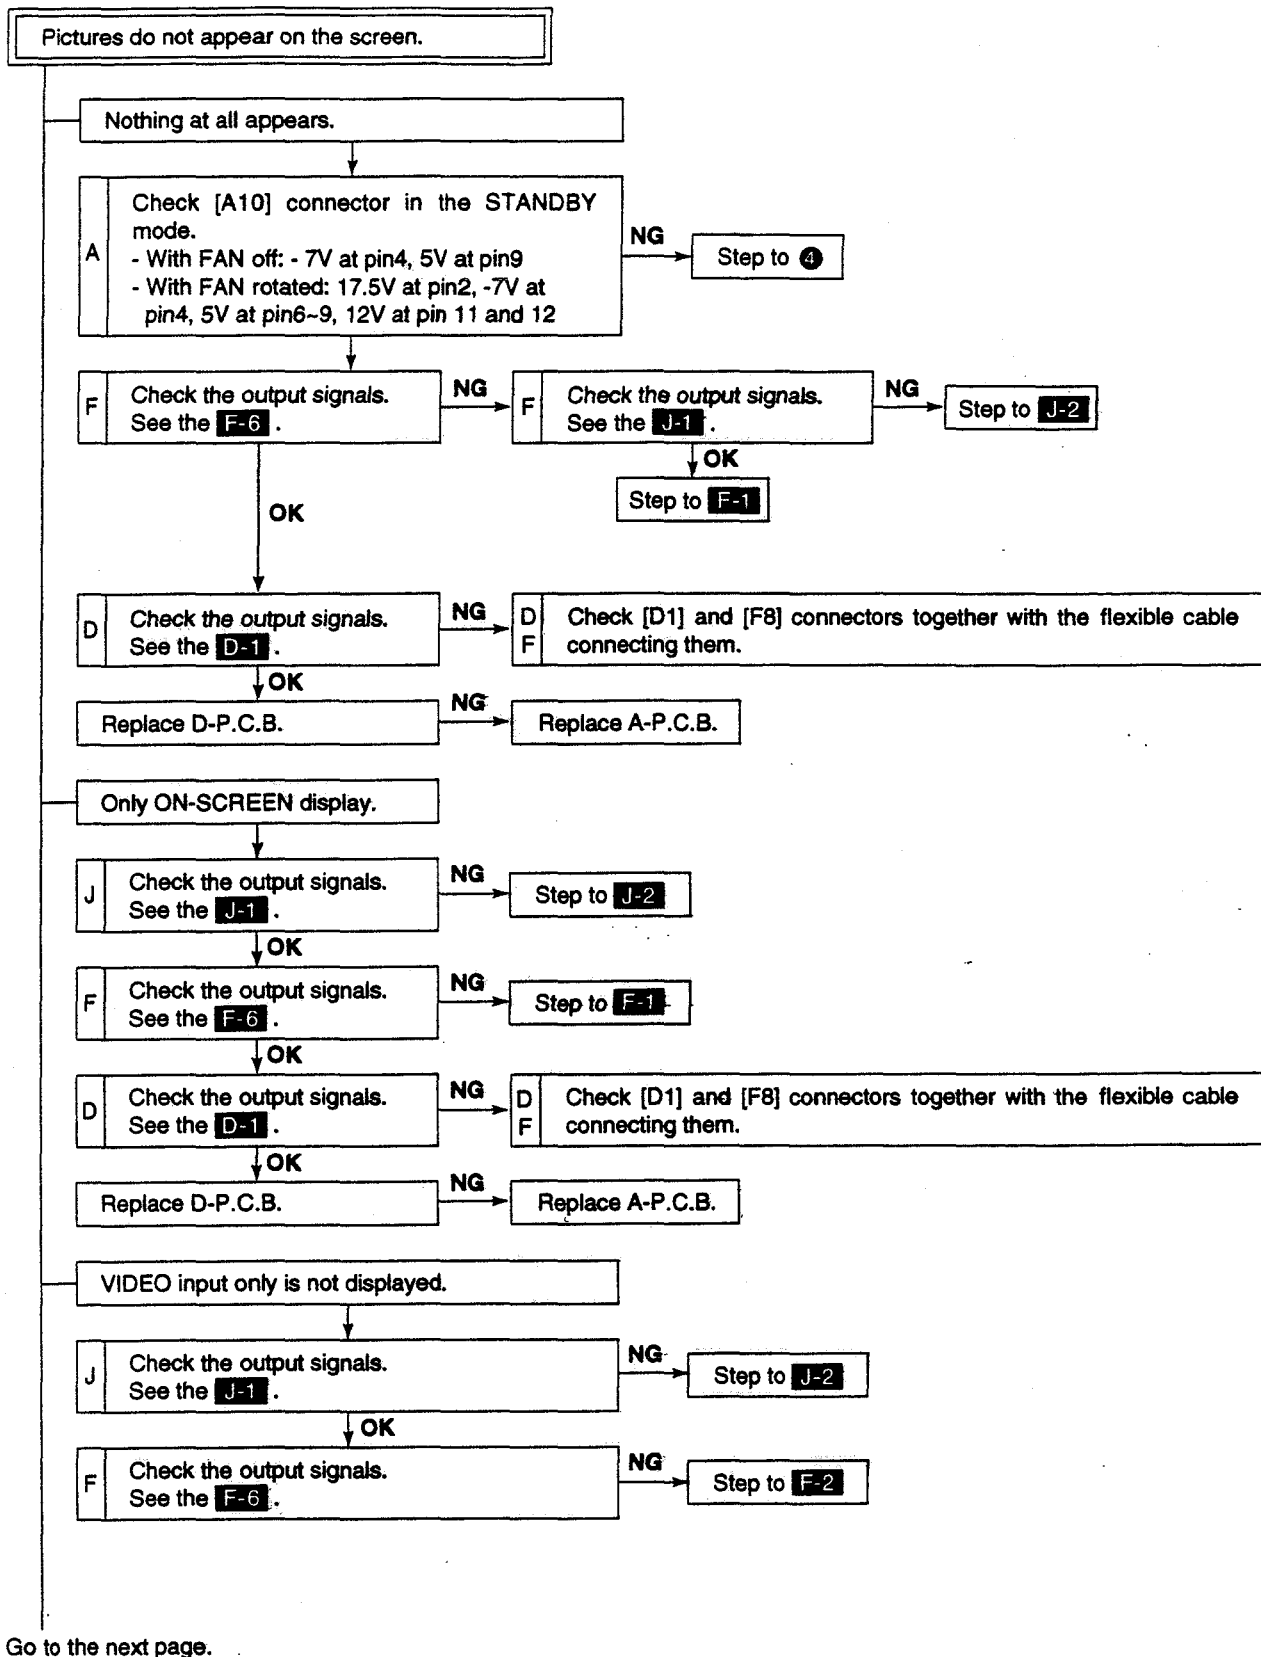 Pictures do not appear on the screen.
Nothing at all appears.
A
Check [A10] connector in the STANDBY
mode.
- With FAN off: - 7V at pin4, 5V at pin9
- With FAN rotated: 17.5V at pin2, -7V at
pin4, 5V at pin6~9, 12V at pin 11 and 12
NG
Step to ❹
F
Check the output signals.
See the F-6 .
NG
F
Check the output signals.
See the J-1 .
NG
Step to J-2
OK
Step to F-1
OK
D
Check the output signals.
See the D-1 .
NG
D
F
Check [D1] and [F8] connectors together with the flexible cable
connecting them.
OK
Replace D-P.C.B.
NG
Replace A-P.C.B.
Only ON-SCREEN display.
J
Check the output signals.
See the J-1 .
NG
Step to J-2
OK
F
Check the output signals.
See the F-6 .
NG
Step to F-1
OK
D
Check the output signals.
See the D-1 .
NG
D
F
Check [D1] and [F8] connectors together with the flexible cable
connecting them.
OK
Replace D-P.C.B.
NG
Replace A-P.C.B.
VIDEO input only is not displayed.
J
Check the output signals.
See the J-1 .
NG
Step to J-2
OK
F
Check the output signals.
See the F-6 .
NG
Step to F-2
Go to the next page.